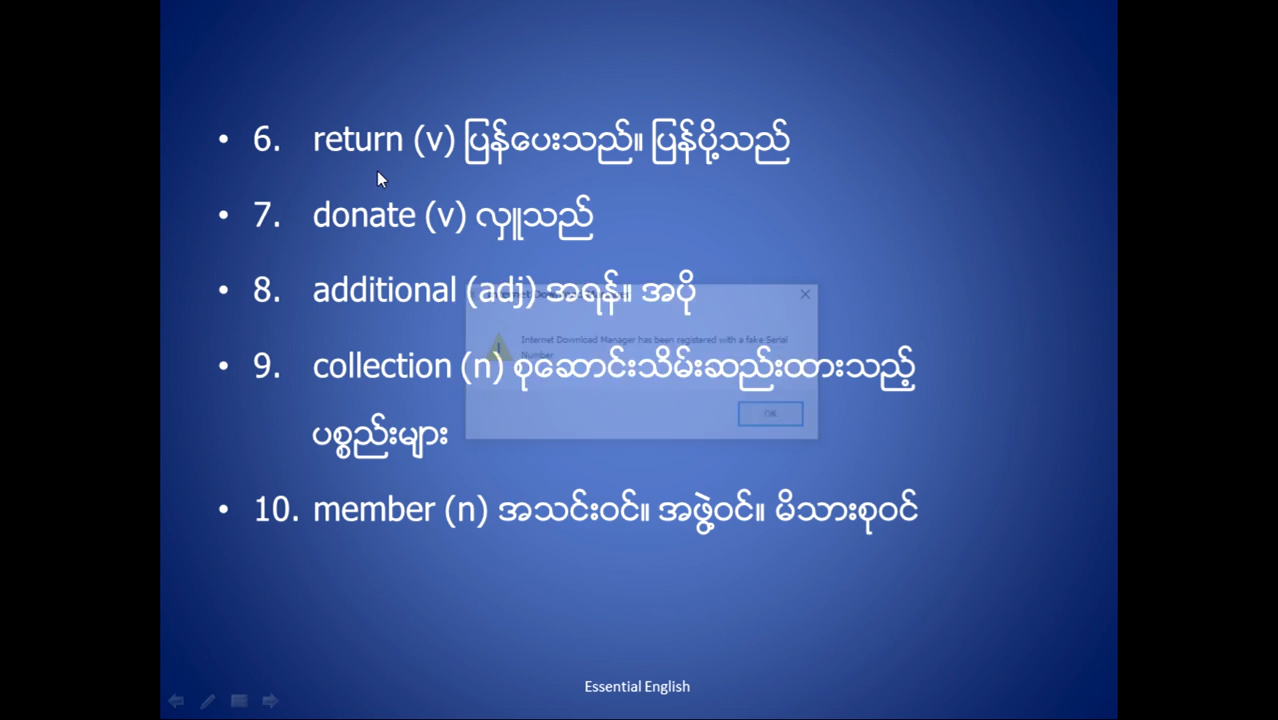 • 6. return (v) ပြန်ပေးသည်။ ပြန်ပို့သည်
• 7. donate (v) လှူသည်
• 8. additional (adj) အရန်။ အပို
Internet Download Manager has been registered with a fake Serial
Number
• 9. collection (n) စုဆောင်းသိမ်းဆည်းထားသည့်
OK
ပစ္စည်းများ
• 10. member (n) အသင်းဝင်။ အဖွဲ့ဝင်။ မိသားစုဝင်
Essential English